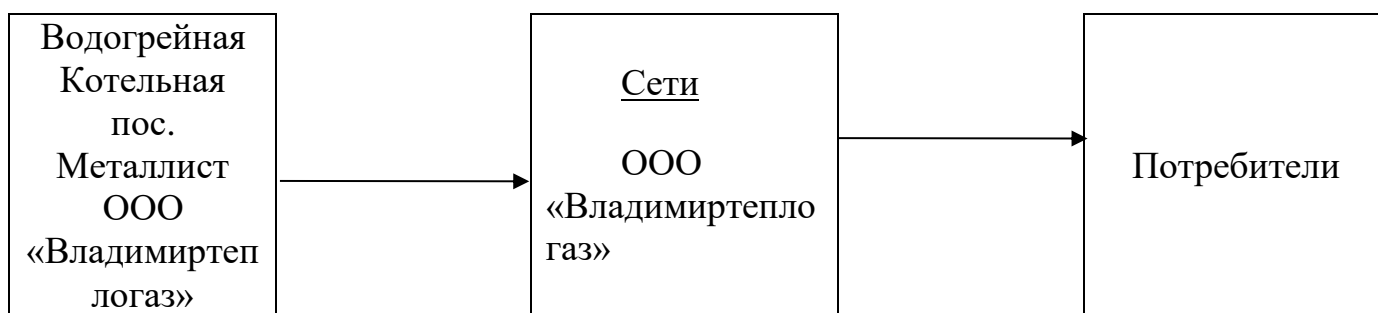 Водогрейная
Котельная
пос.
Металлист
ООО
«Владимиртеп
логаз»
Сети
ООО
«Владимиртепло
газ»
Потребители